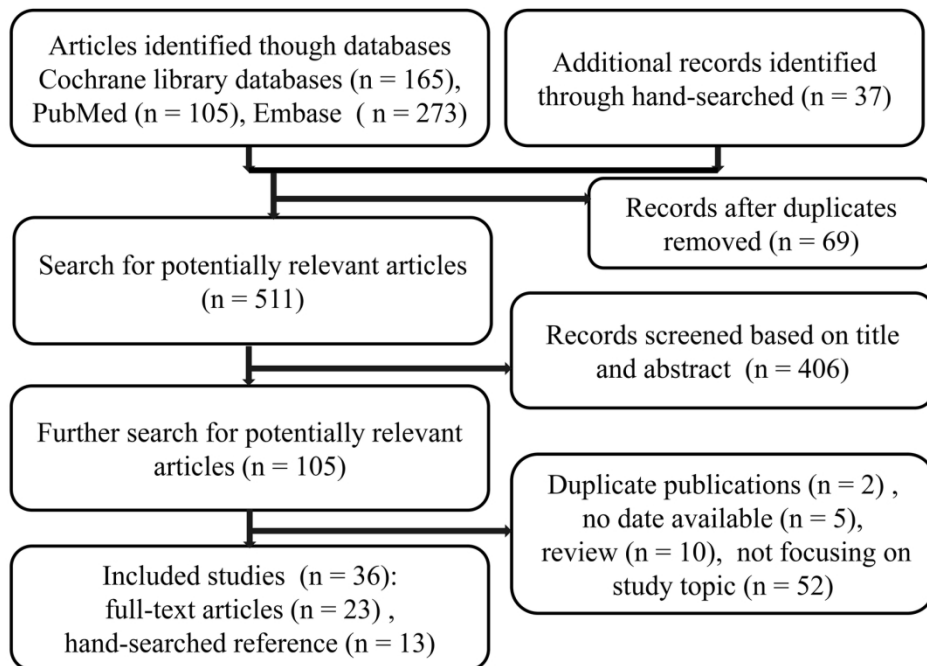 Articles identified though databases
Cochrane library databases (n = 165),
PubMed (n = 105), Embase ( n = 273)
Additional records identified
through hand-searched (n = 37)
Records after duplicates
removed (n = 69)
Search for potentially relevant articles
(n = 511)
Records screened based on title
and abstract (n = 406)
Further search for potentially relevant
articles (n = 105)
Duplicate publications (n = 2) ,
no date available (n = 5),
review (n = 10), not focusing on
study topic (n = 52)
Included studies (n = 36):
full-text articles (n = 23) ,
hand-searched reference (n = 13)